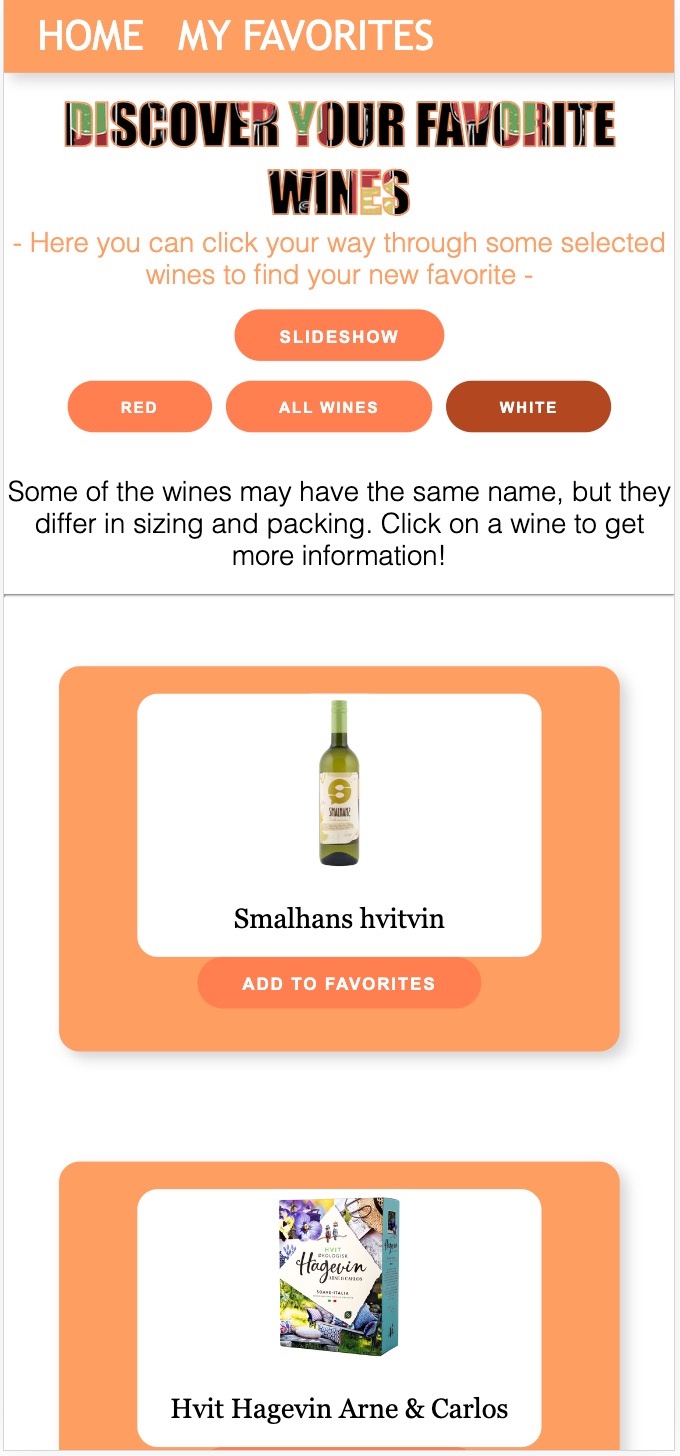 HOME MY FAVORITES
DISCOVER YOUR FAVORITE
WINES
- Here you can click your way through some selected
wines to find your new favorite -
SLIDESHOW
RED ALL WINES WHITE
Some of the wines may have the same name, but they
differ in sizing and packing. Click on a wine to get
more information!
SMALHANS
Smalhans hvitvin
ADD TO FAVORITES
HVIT
ØKOLOGISK
Hagevin
ARNE & CARLOS
SOAVE-ITALIA
Hvit Hagevin Arne & Carlos